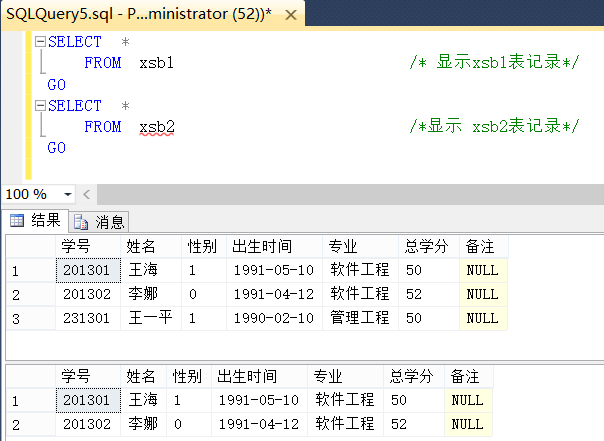 SQLQuery5.sql - P...ministrator (52))*
SELECT *
FROM xsb1 /* 显示xsb1表记录*/
GO
SELECT *
FROM xsb2 /*显示 xsb2表记录*/
GO
100 %
结果 消息
学号 姓名 性别 出生时间 专业 总学分 备注
1 201301 王海 1 1991-05-10 软件工程 50 NULL
2 201302 李娜 0 1991-04-12 软件工程 52 NULL
3 231301 王一平 1 1990-02-10 管理工程 50 NULL
学号 姓名 性别 出生时间 专业 总学分 备注
1 201301 王海 1 1991-05-10 软件工程 50 NULL
2 201302 李娜 0 1991-04-12 软件工程 52 NULL